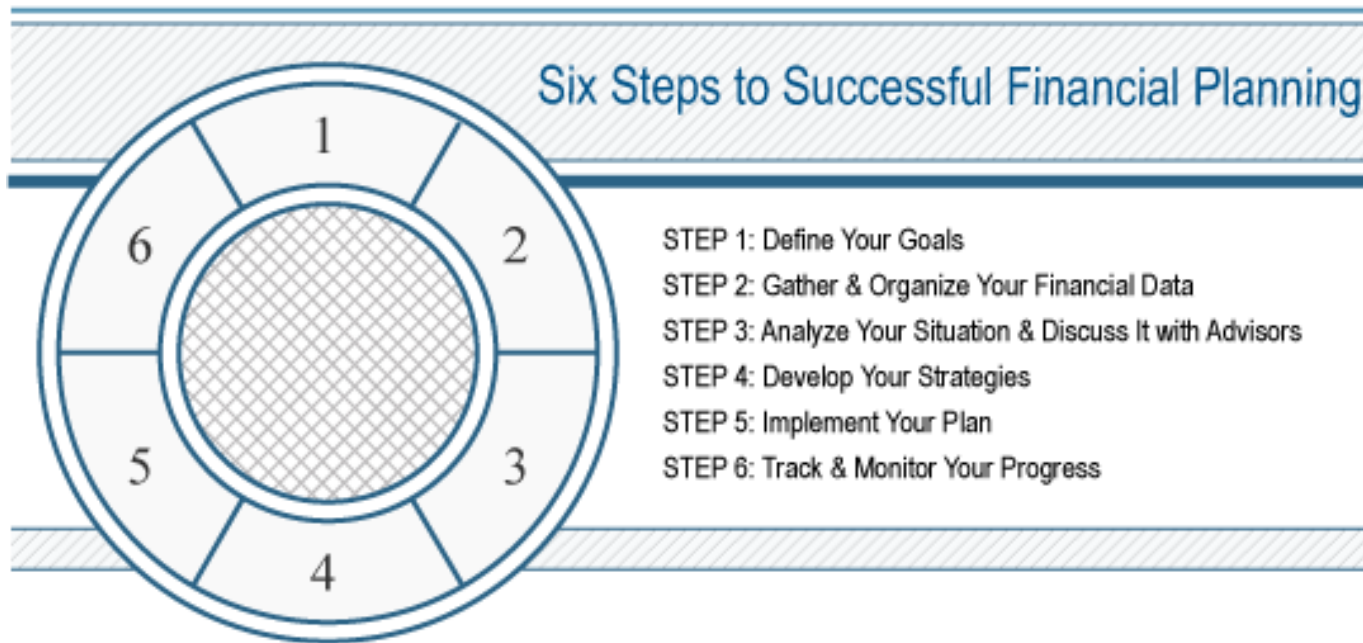 Six Steps to Successful Financial Planning
1
2
3
4
5
6
STEP 1: Define Your Goals
STEP 2: Gather & Organize Your Financial Data
STEP 3: Analyze Your Situation & Discuss It with Advisors
STEP 4: Develop Your Strategies
STEP 5: Implement Your Plan
STEP 6: Track & Monitor Your Progress